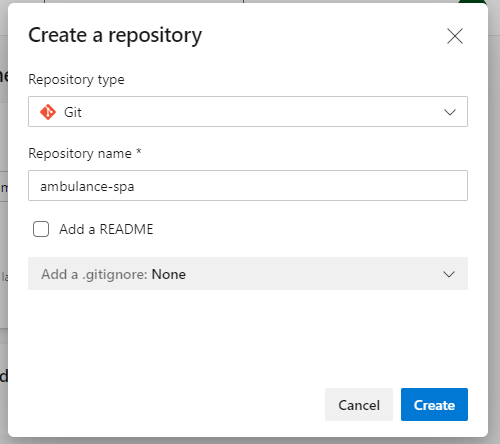 Create a repository
Repository type
Git
Repository name *
ambulance-spa
Add a README
Add a .gitignore: None
Cancel
Create